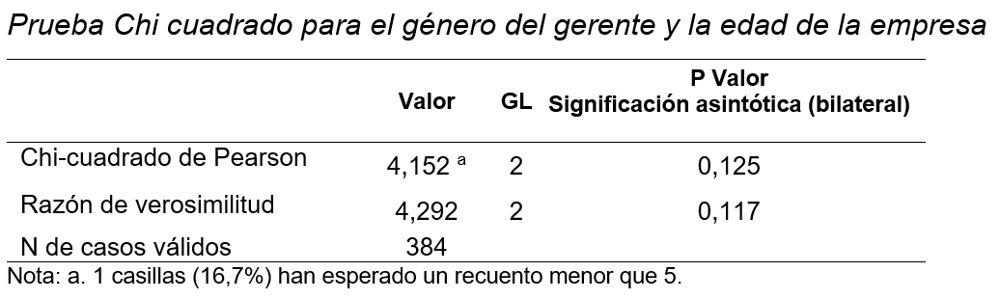 Prueba Chi cuadrado para el género del gerente y la edad de la empresa
P Valor
Valor GL Significación asintótica (bilateral)
Chi-cuadrado de Pearson 4,152 a 2 0,125
Razón de verosimilitud 4,292 2 0,117
N de casos válidos 384
Nota: a. 1 casillas (16,7%) han esperado un recuento menor que 5.